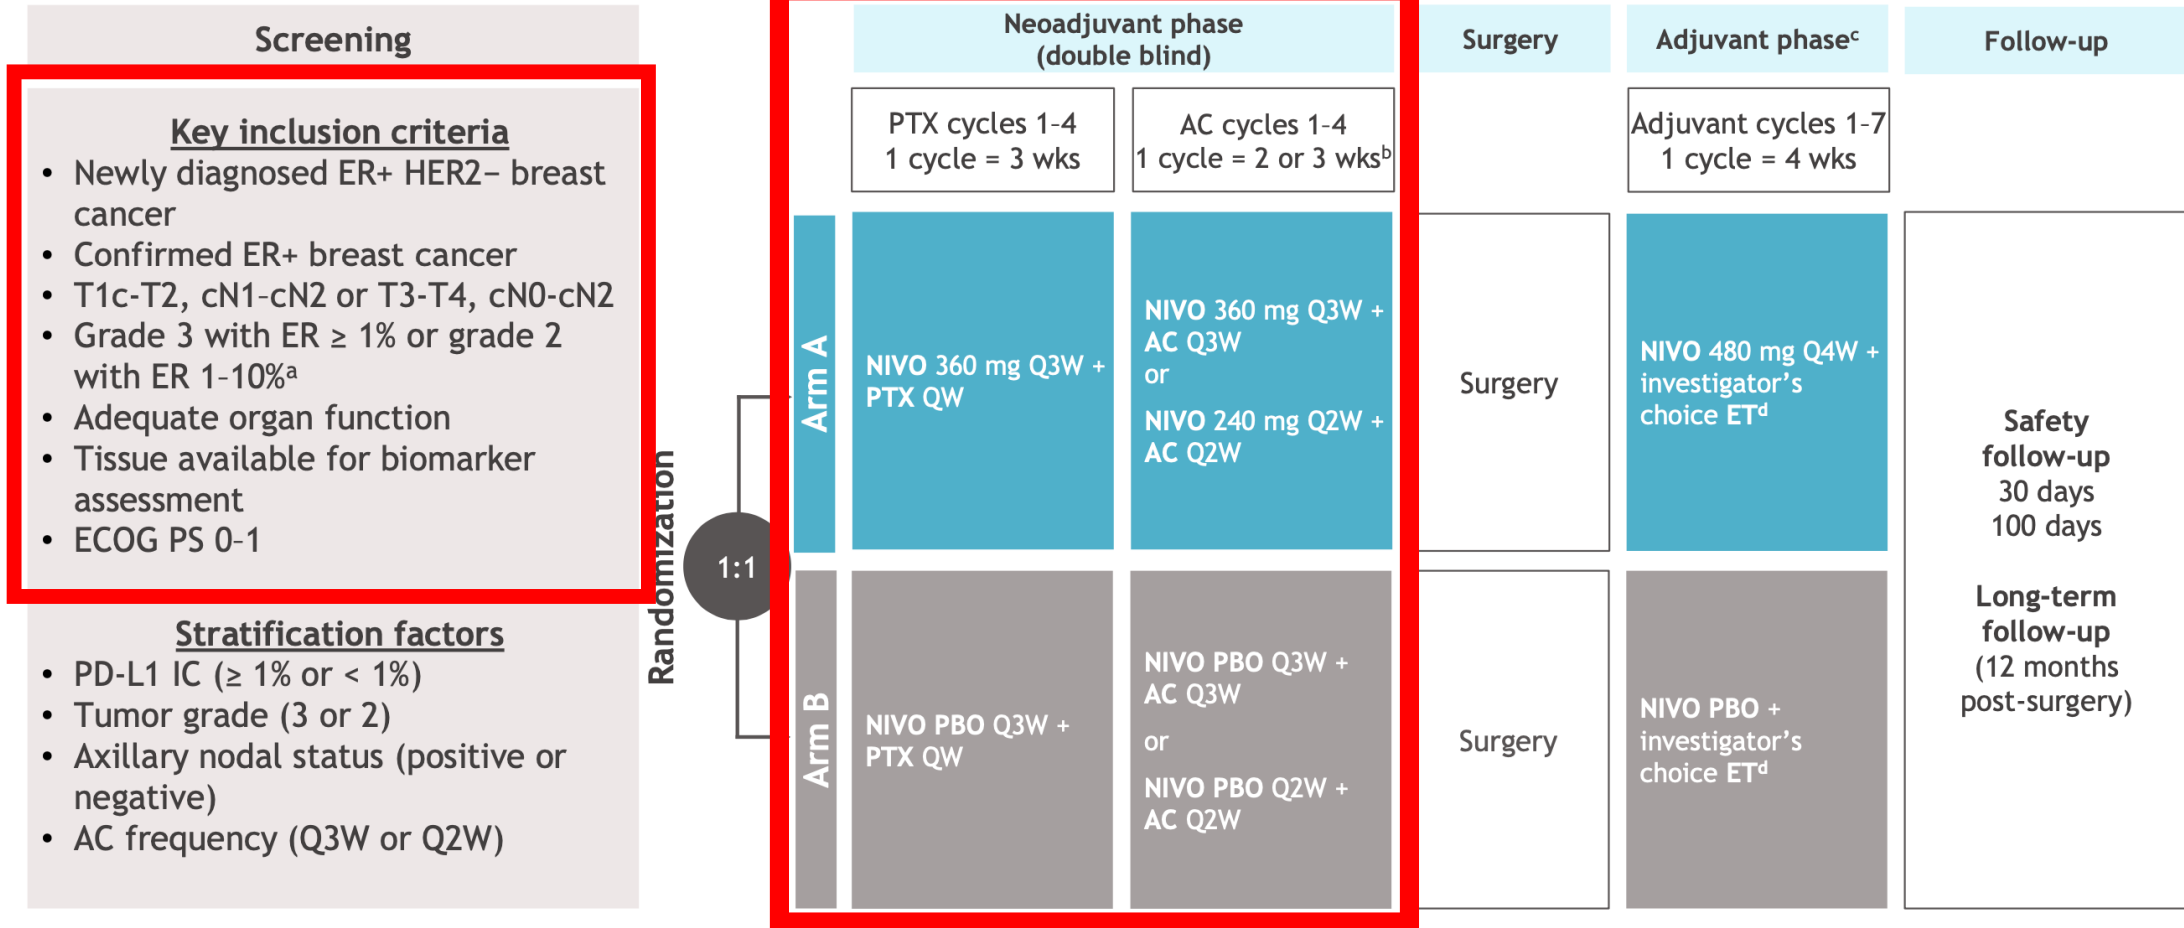 Screening
Key inclusion criteria
• Newly diagnosed ER+ HER2− breast
cancer
• Confirmed ER+ breast cancer
• T1c-T2, cN1–cN2 or T3-T4, cN0-cN2
• Grade 3 with ER ≥ 1% or grade 2
with ER 1–10%ᵃ
• Adequate organ function
• Tissue available for biomarker
assessment
• ECOG PS 0–1
Stratification factors
• PD-L1 IC (≥ 1% or < 1%)
• Tumor grade (3 or 2)
• Axillary nodal status (positive or
negative)
• AC frequency (Q3W or Q2W)
Randomization
1:1
Neoadjuvant phase
(double blind)
PTX cycles 1–4
1 cycle = 3 wks
AC cycles 1–4
1 cycle = 2 or 3 wksᵇ
Arm A
NIVO 360 mg Q3W +
PTX QW
NIVO 360 mg Q3W +
AC Q3W
or
NIVO 240 mg Q2W +
AC Q2W
Arm B
NIVO PBO Q3W +
PTX QW
NIVO PBO Q3W +
AC Q3W
or
NIVO PBO Q2W +
AC Q2W
Surgery
Surgery
Surgery
Adjuvant phaseᶜ
Adjuvant cycles 1–7
1 cycle = 4 wks
NIVO 480 mg Q4W +
investigator's
choice ETᵈ
NIVO PBO +
investigator's
choice ETᵈ
Follow-up
Safety
follow-up
30 days
100 days
Long-term
follow-up
(12 months
post-surgery)